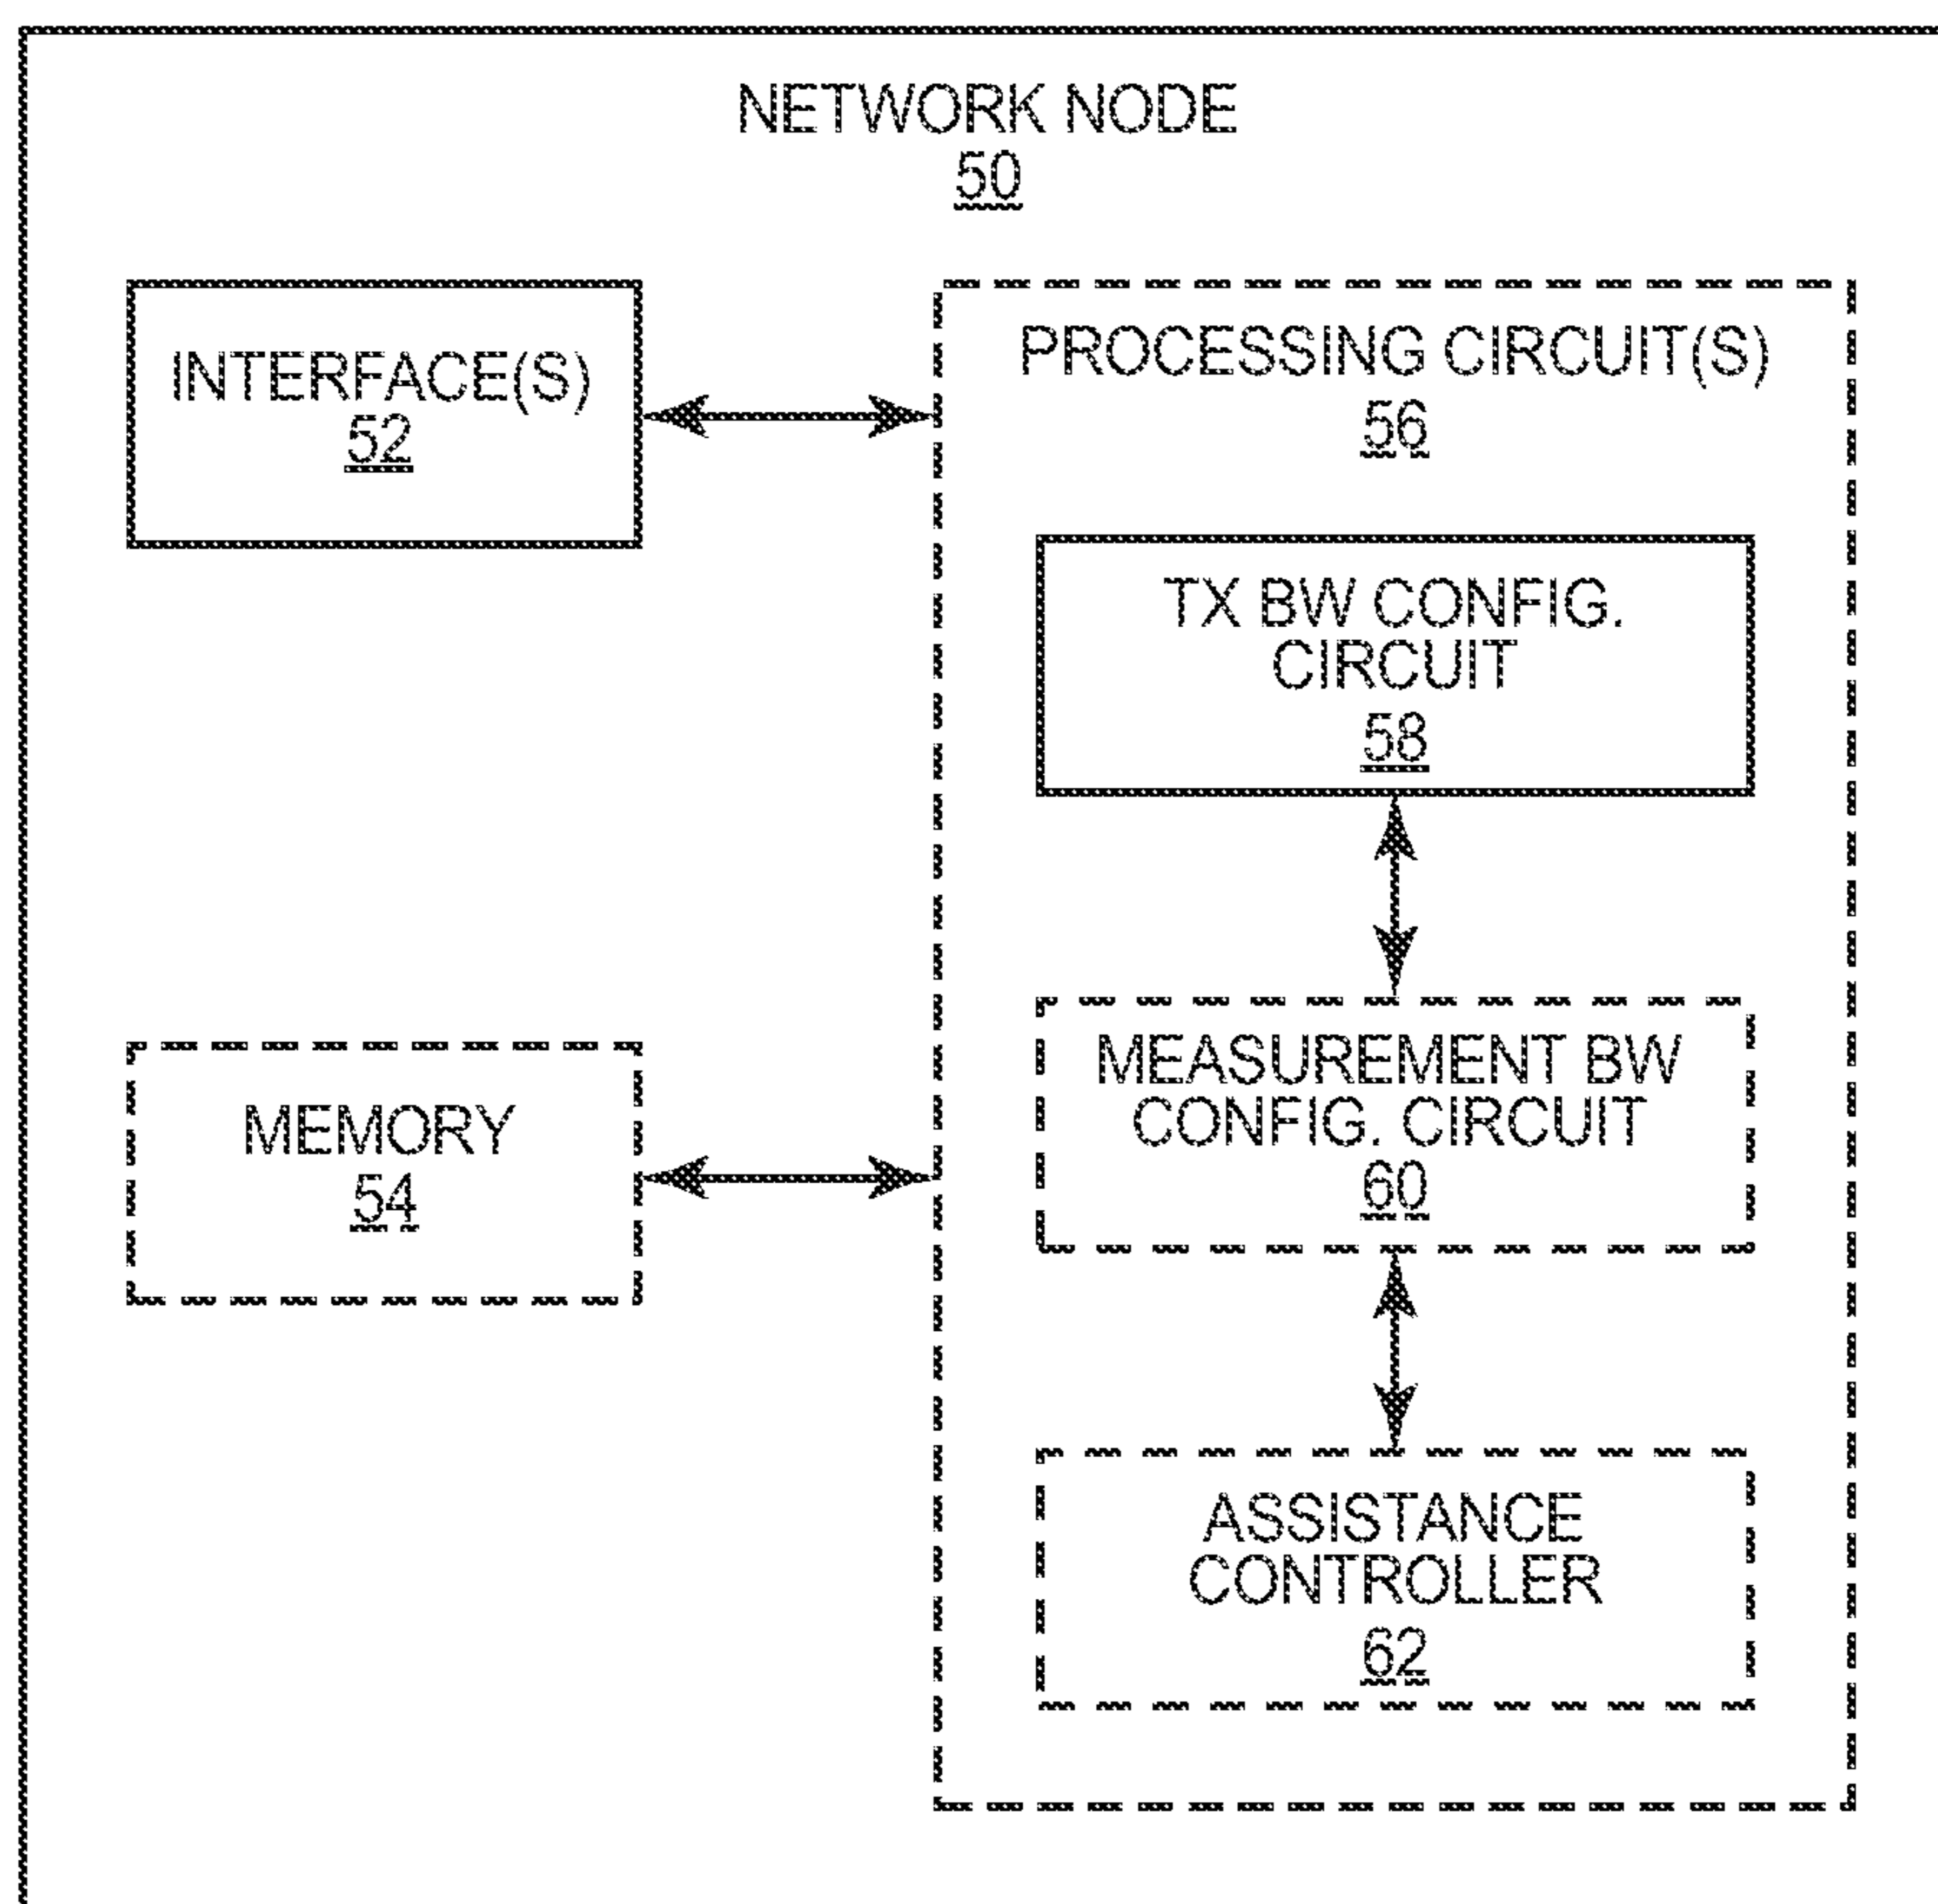 NETWORK NODE
50
INTERFACE(S)
52
PROCESSING CIRCUIT(S)
56
TX BW CONFIG.
CIRCUIT
58
MEMORY
54
MEASUREMENT BW
CONFIG. CIRCUIT
60
ASSISTANCE
CONTROLLER
62